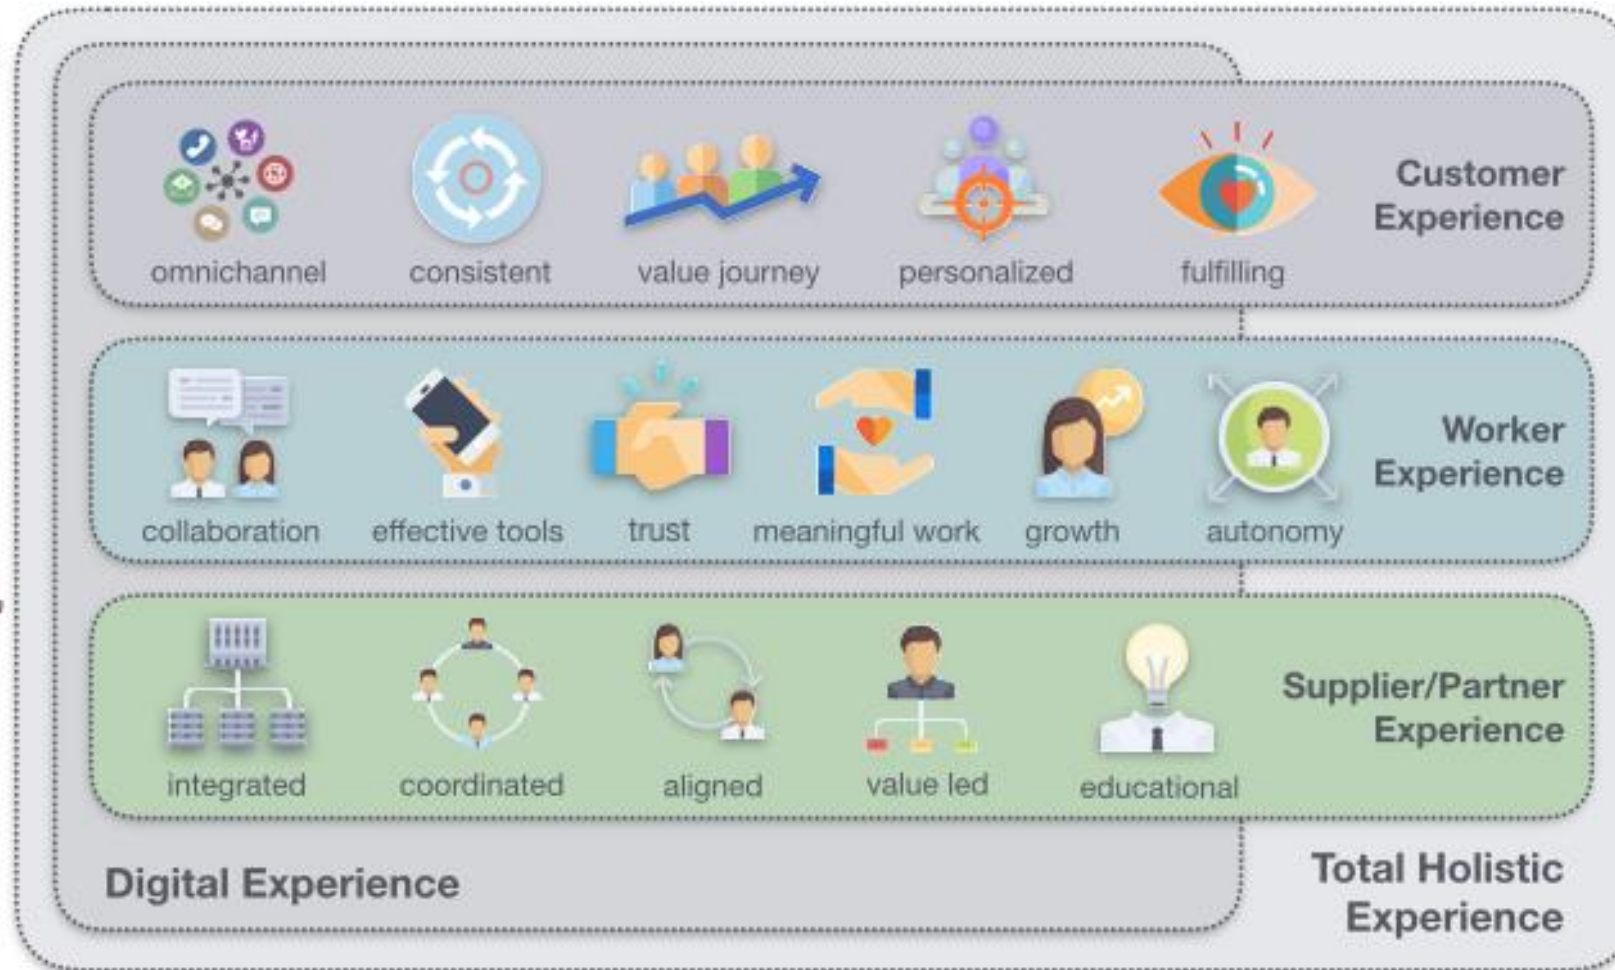 omnichannel
consistent
value journey
personalized
fulfilling
Customer
Experience
collaboration
effective tools
trust
meaningful work
growth
autonomy
Worker
Experience
integrated
coordinated
aligned
value led
educational
Supplier/Partner
Experience
Digital Experience
Total Holistic
Experience